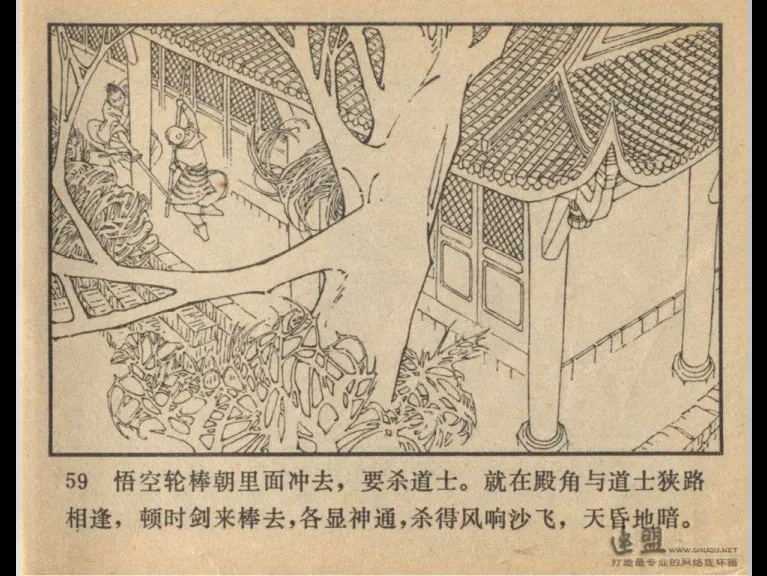 59 悟空轮棒朝里面冲去，要杀道士。就在殿角与道士狭路
相逢，顿时剑来棒去，各显神通，杀得风响沙飞，天昏地暗。
连盟 WWW.SHUQU.NET
打造最专业的网络连环画